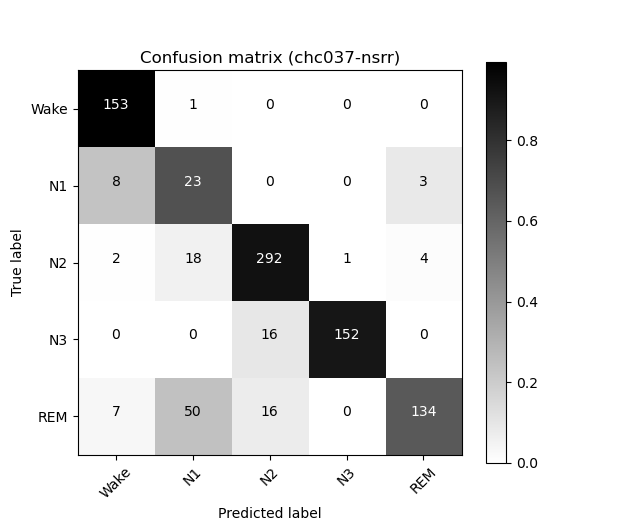 Confusion matrix (chc037-nsrr)
True label
Wake 153 1 0 0 0
N1 8 23 0 0 3
N2 2 18 292 1 4
N3 0 0 16 152 0
REM 7 50 16 0 134
Wake N1 N2 N3 REM
Predicted label
0.8
0.6
0.4
0.2
0.0